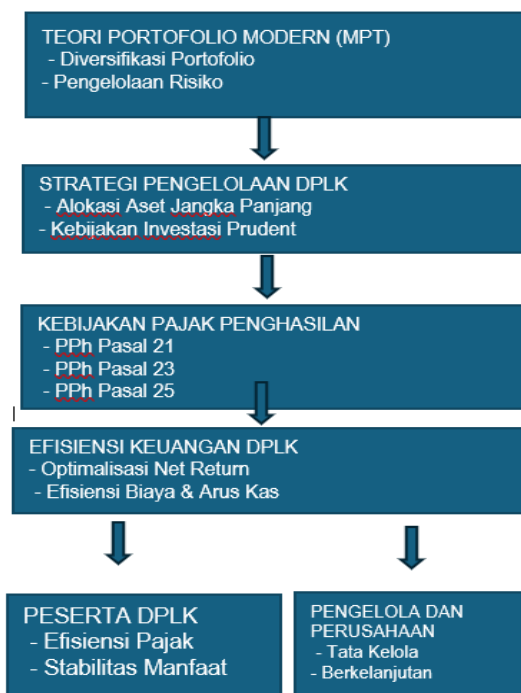 TEORI PORTOFOLIO MODERN (MPT)
- Diversifikasi Portofolio
- Pengelolaan Risiko
STRATEGI PENGELOLAAN DPLK
- Alokasi Aset Jangka Panjang
- Kebijakan Investasi Prudent
KEBIJAKAN PAJAK PENGHASILAN
- PPh Pasal 21
- PPh Pasal 23
- PPh Pasal 25
EFISIENSI KEUANGAN DPLK
- Optimalisasi Net Return
- Efisiensi Biaya & Arus Kas
PESERTA DPLK
- Efisiensi Pajak
- Stabilitas Manfaat
PENGELOLA DAN
PERUSAHAAN
- Tata Kelola
- Berkelanjutan